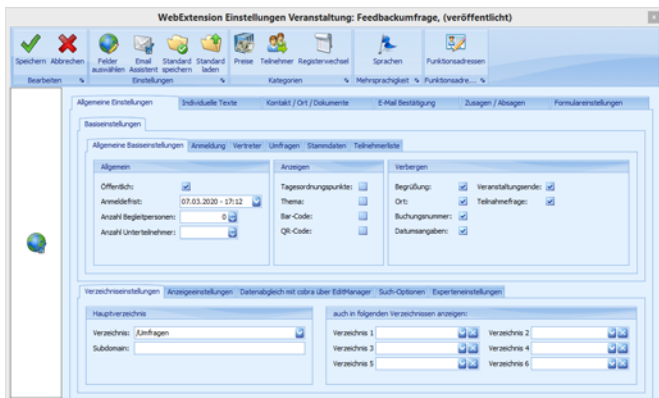 WebExtension Einstellungen Veranstaltung: Feedbackumfrage, (veröffentlicht)
Speichern Abbrechen Felder auswählen Email Assistent Standard speichern Standard laden Preise Teilnehmer Registerwechsel Sprachen Funktionsadressen
Bearbeiten Einstellungen Kategorien Mehrsprachigkeit Funktionsadre...
Allgemeine Einstellungen Individuelle Texte Kontakt / Ort / Dokumente E-Mail Bestätigung Zusagen / Absagen Formulareinstellungen
Basiseinstellungen
Allgemeine Basiseinstellungen Anmeldung Vertreter Umfragen Stammdaten Teilnehmerliste
Allgemein Anzeigen Verbergen
Öffentlich: Tagesordnungspunkte: Begrüßung: Veranstaltungsende:
Anmeldefrist: 07.03.2020 - 17:12 Thema: Ort: Teilnahmefrage:
Anzahl Begleitpersonen: 0 Bar-Code: Buchungsnummer:
Anzahl Unterteilnehmer: QR-Code: Datumsangaben:
Verzeichniseinstellungen Anzeigeeinstellungen Datenabgleich mit cobra über EditManager Such-Optionen Experteneinstellungen
Hauptverzeichnis auch in folgenden Verzeichnissen anzeigen:
Verzeichnis: /Umfragen Verzeichnis 1 Verzeichnis 2
Subdomain: Verzeichnis 3 Verzeichnis 4
Verzeichnis 5 Verzeichnis 6